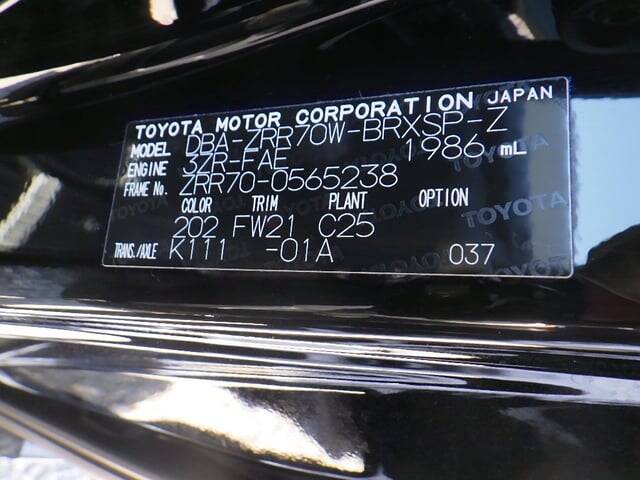 TOYOTA MOTOR CORPORATION JAPAN
MODEL DBA-ZRR70W-BRXSP-Z
ENGINE 3ZR-FAE 1986 mL
FRAME No. ZRR70-0565238
COLOR TRIM PLANT OPTION
202 FW21 C25
TRANS./AXLE K111 -01A 037